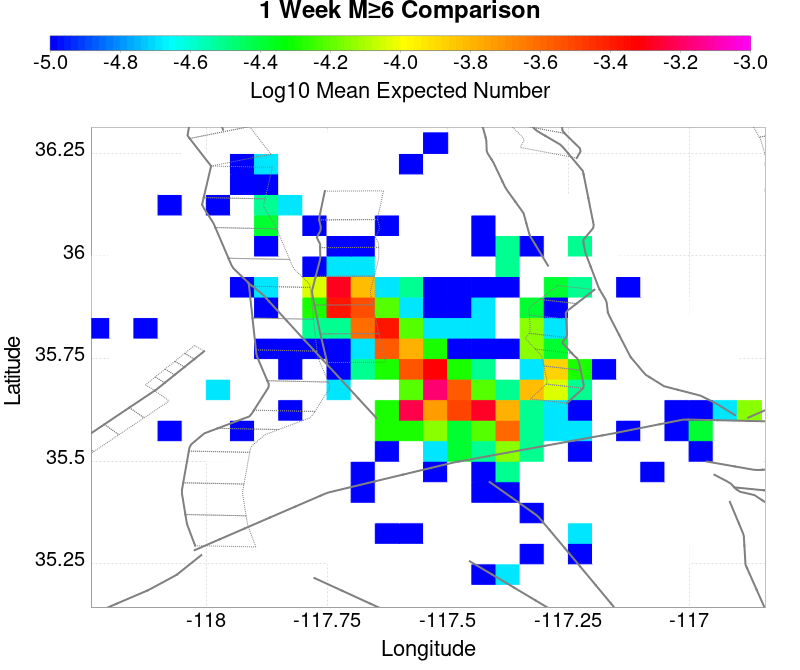 1 Week M≥6 Comparison
-5.0 -4.8 -4.6 -4.4 -4.2 -4.0 -3.8 -3.6 -3.4 -3.2 -3.0
Log10 Mean Expected Number
36.25
36
35.75
35.5
35.25
Latitude
-118 -117.75 -117.5 -117.25 -117
Longitude